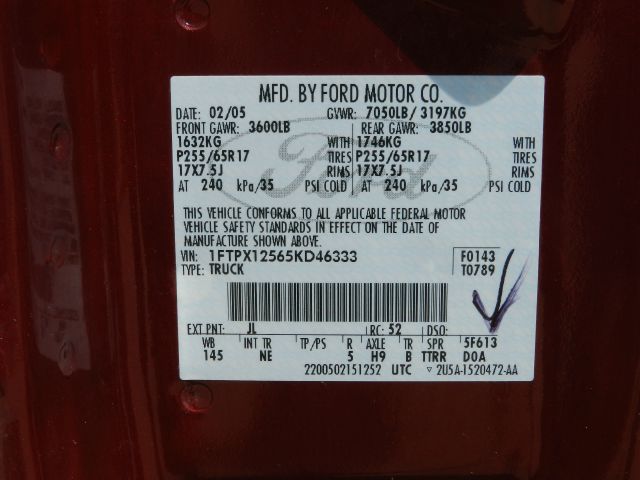 MFD. BY FORD MOTOR CO.
DATE: 02/05 GVWR: 7050LB/ 3197KG
FRONT GAWR: 3600LB REAR GAWR: 3850LB
1632KG WITH 1746KG WITH
P255/65R17 TIRES P255/65R17 TIRES
17X7.5J RIMS 17X7.5J RIMS
AT 240 kPa/35 PSI COLD AT 240 kPa/35 PSI COLD
Ford
THIS VEHICLE CONFORMS TO ALL APPLICABLE FEDERAL MOTOR
VEHICLE SAFETY STANDARDS IN EFFECT ON THE DATE OF
MANUFACTURE SHOWN ABOVE.
VIN: 1FTPX12565KD46333 F0143
TYPE: TRUCK T0789
EXT PNT: JL RC: 52 DSO:
WB INT TR TP/PS R AXLE TR SPR 5F613
145 NE 5 H9 B TTRR DOA
2200502151252 UTC ▽ 2U5A-1520472-AA